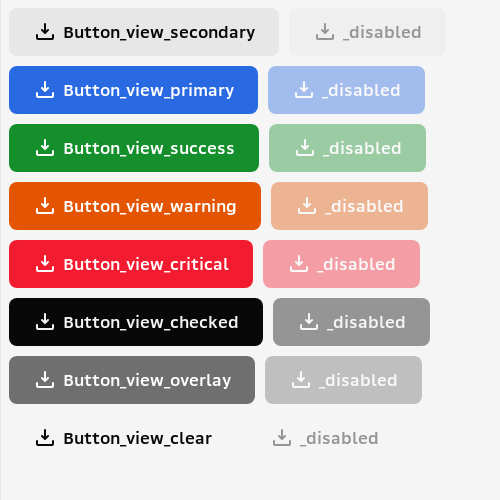 Button_view_secondary _disabled
Button_view_primary _disabled
Button_view_success _disabled
Button_view_warning _disabled
Button_view_critical _disabled
Button_view_checked _disabled
Button_view_overlay _disabled
Button_view_clear _disabled